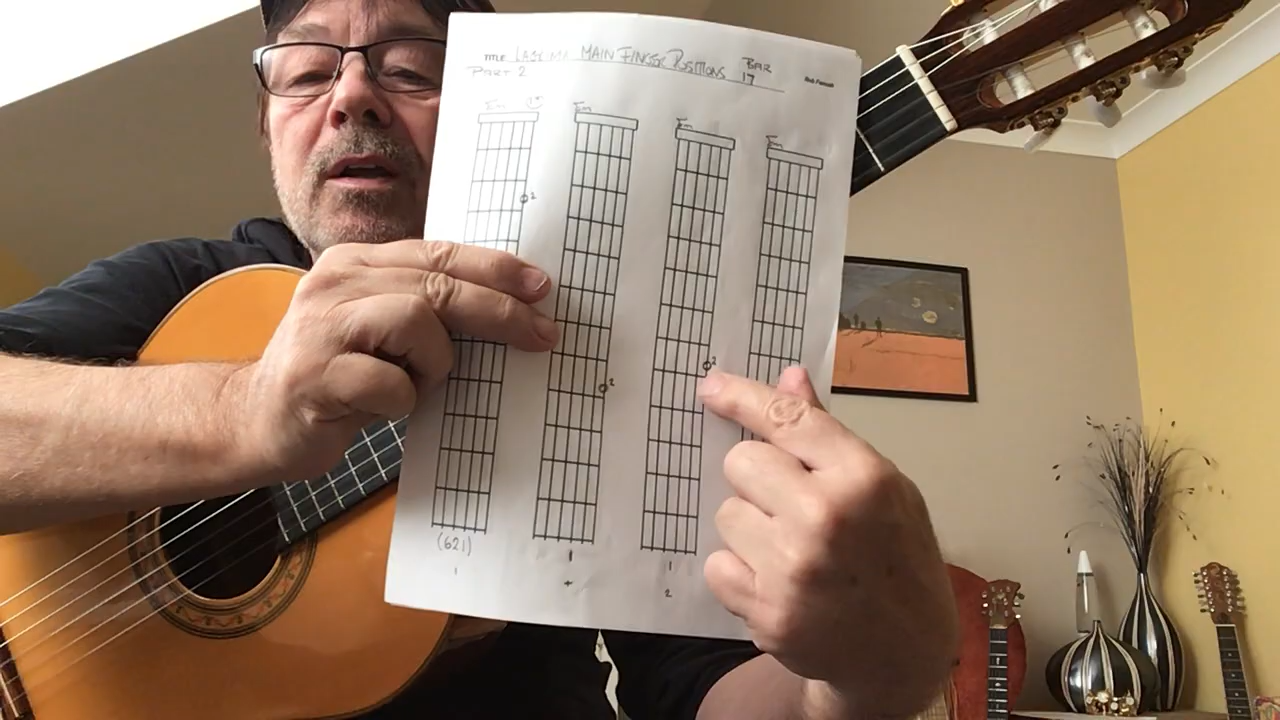 TITLE MAIN FINGER POSITIONS BAR
PART 2 17
Em Em Em Em
2
2
2
(621) 1 1
1 + 2